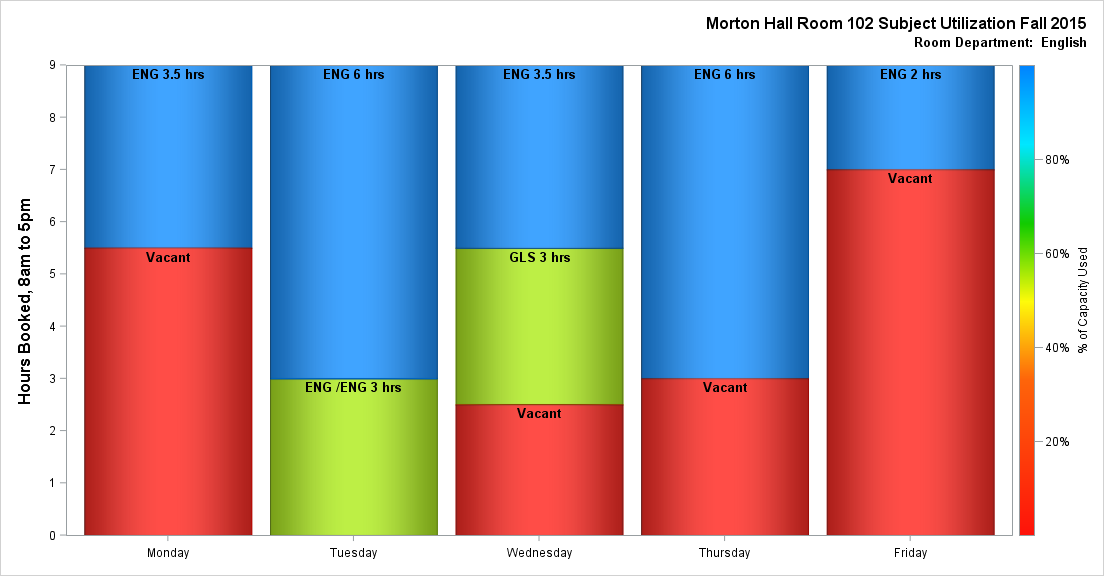 Morton Hall Room 102 Subject Utilization Fall 2015
Room Department:  English
Hours Booked, 8am to 5pm
9
8
7
6
5
4
3
2
1
0
ENG 3.5 hrs
Vacant
ENG 6 hrs
ENG /ENG 3 hrs
ENG 3.5 hrs
GLS 3 hrs
Vacant
ENG 6 hrs
Vacant
ENG 2 hrs
Vacant
Monday
Tuesday
Wednesday
Thursday
Friday
80%
60%
40%
20%
% of Capacity Used